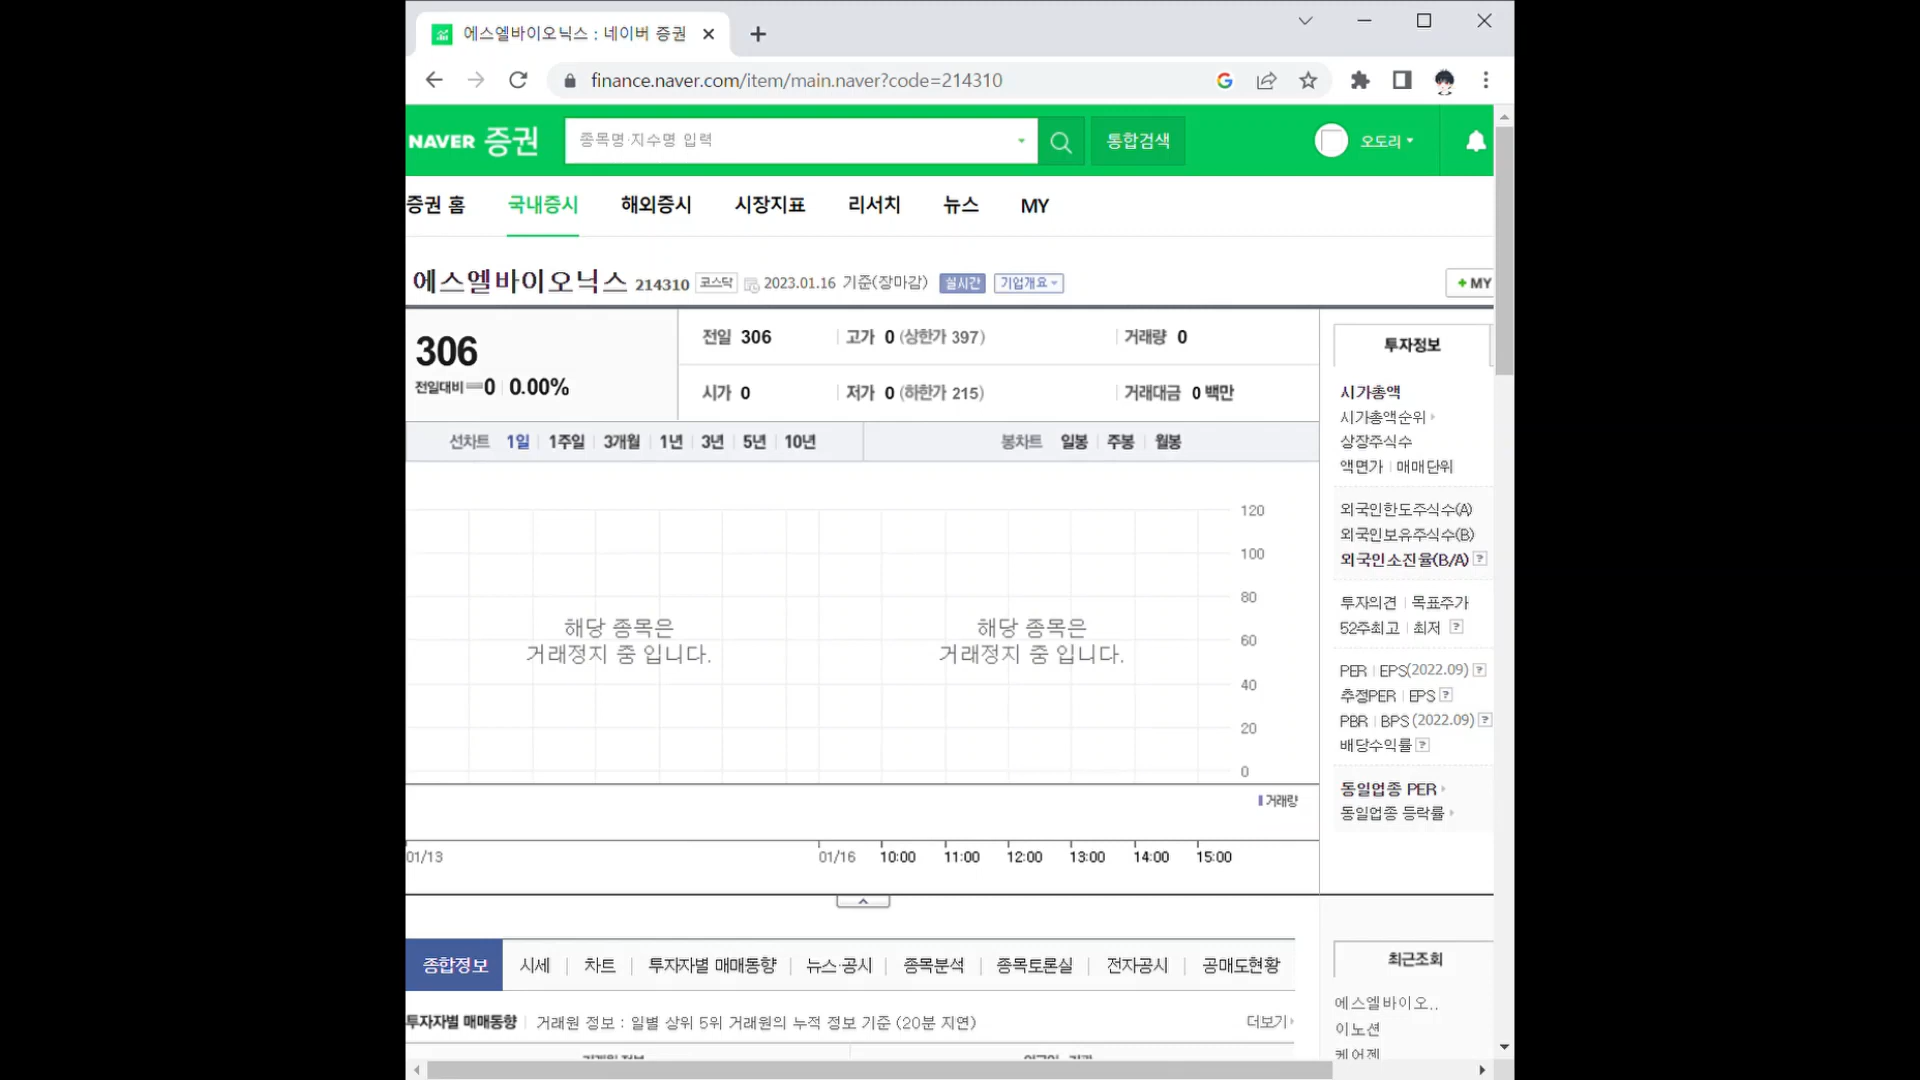 에스엘바이오닉스 : 네이버 증권
finance.naver.com/item/main.naver?code=214310
NAVER 증권 종목명·지수명 입력 통합검색 오도리
증권 홈 국내증시 해외증시 시장지표 리서치 뉴스 MY
에스엘바이오닉스 214310 코스닥 2023.01.16 기준(장마감) 실시간 기업개요 + MY
306
전일대비 0 0.00%
전일 306 고가 0 (상한가 397) 거래량 0
시가 0 저가 0 (하한가 215) 거래대금 0 백만
선차트 1일 1주일 3개월 1년 3년 5년 10년 봉차트 일봉 주봉 월봉
해당 종목은
거래정지 중 입니다.
해당 종목은
거래정지 중 입니다.
120
100
80
60
40
20
0
거래량
01/13 01/16 10:00 11:00 12:00 13:00 14:00 15:00
투자정보
시가총액
시가총액순위
상장주식수
액면가 매매단위
외국인한도주식수(A)
외국인보유주식수(B)
외국인소진율(B/A) ?
투자의견 목표주가
52주최고 최저 ?
PER EPS(2022.09) ?
추정PER EPS ?
PBR BPS (2022.09) ?
배당수익률 ?
동일업종 PER
동일업종 등락률
종합정보 시세 차트 투자자별 매매동향 뉴스·공시 종목분석 종목토론실 전자공시 공매도현황
투자자별 매매동향 거래원 정보 : 일별 상위 5위 거래원의 누적 정보 기준 (20분 지연) 더보기
최근조회
에스엘바이오..
이노션
케어젠